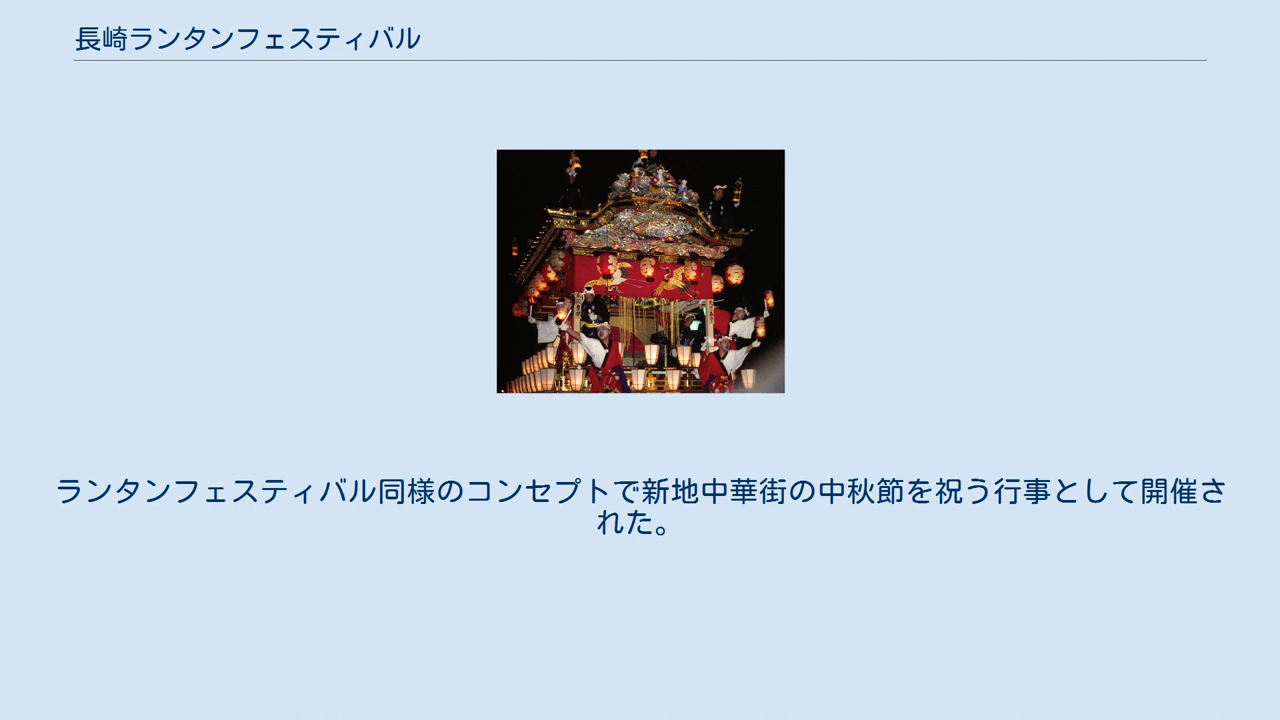 長崎ランタンフェスティバル
ランタンフェスティバル同様のコンセプトで新地中華街の中秋節を祝う行事として開催さ
れた。